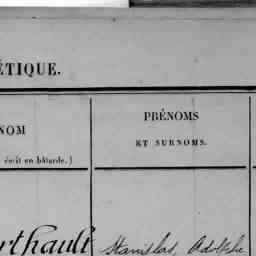 ÉTIQUE.
NOM
écrit en bâtarde.)
PRÉNOMS
ET SURNOMS.
rthault
Stanislas, Adolphe